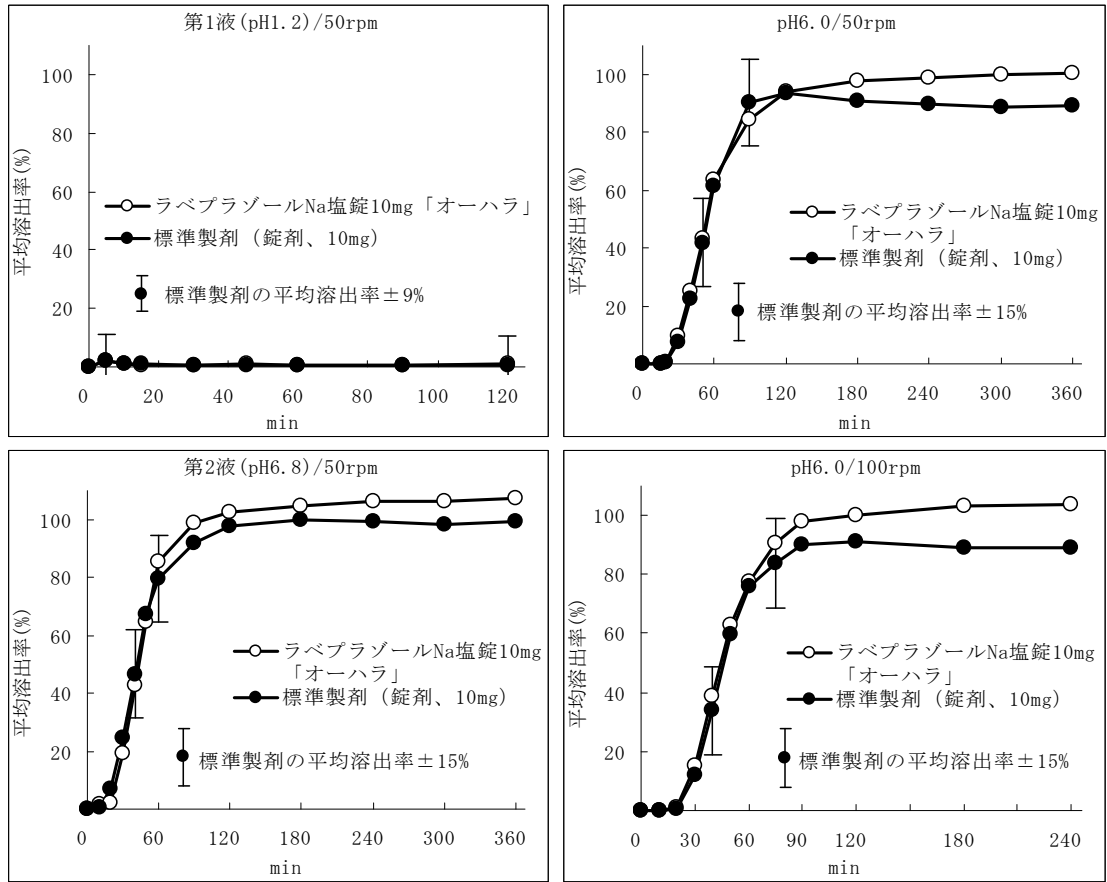 第1液(pH1.2)/50rpm
平均溶出率(%)
100
80
60
40
20
ラベプラゾールNa塩錠10mg「オーハラ」
標準製剤（錠剤、10mg）
標準製剤の平均溶出率±9%
0 20 40 60 80 100 120
min
pH6.0/50rpm
平均溶出率(%)
100
80
60
40
20
ラベプラゾールNa塩錠10mg
「オーハラ」
標準製剤（錠剤、10mg）
標準製剤の平均溶出率±15%
0 60 120 180 240 300 360
min
第2液(pH6.8)/50rpm
平均溶出率(%)
100
80
60
40
20
ラベプラゾールNa塩錠10mg
「オーハラ」
標準製剤（錠剤、10mg）
標準製剤の平均溶出率±15%
0 60 120 180 240 300 360
min
pH6.0/100rpm
平均溶出率(%)
100
80
60
40
20
ラベプラゾールNa塩錠10mg
「オーハラ」
標準製剤（錠剤、10mg）
標準製剤の平均溶出率±15%
0 30 60 90 120 180 240
min